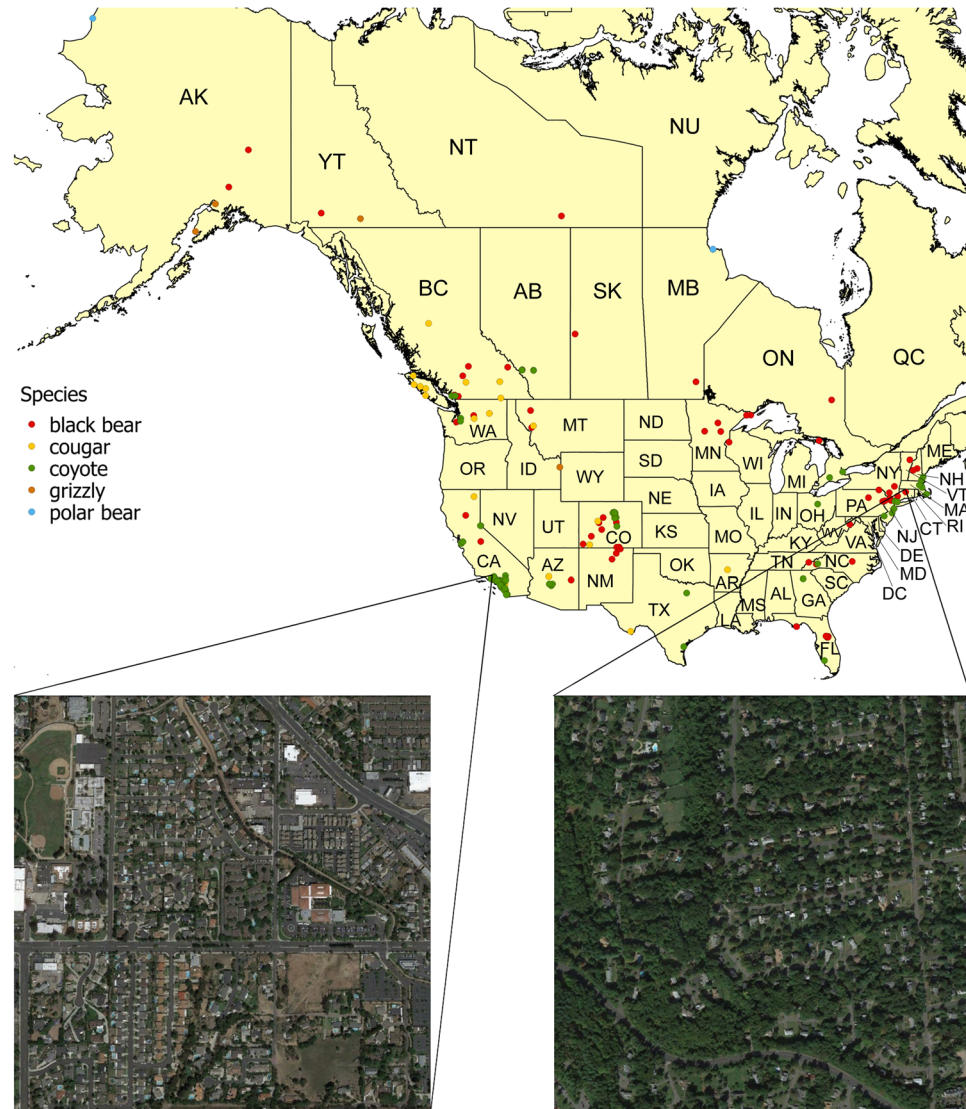 AK
YT
NT
NU
BC
AB
SK
MB
ON
QC
Species
black bear
cougar
coyote
grizzly
polar bear
WA
MT
ND
MN
ME
OR
ID
WY
SD
WI
MI
NY
NH
VT
MA
RI
CT
NV
UT
NE
IA
PA
CA
CO
KS
MO
IL
IN
OH
WV
VA
NJ
DE
MD
DC
KY
AZ
NM
OK
AR
TN
NC
SC
TX
LA
MS
AL
GA
FL